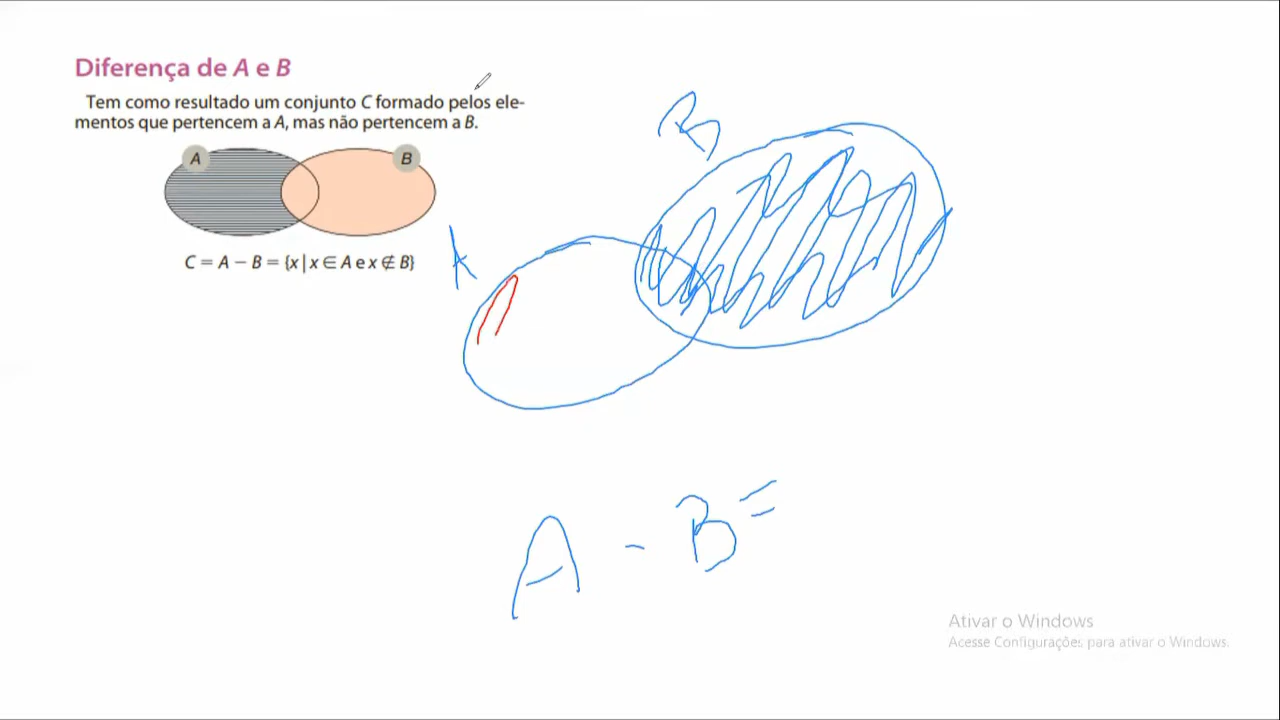 Diferença de A e B
Tem como resultado um conjunto C formado pelos ele-
mentos que pertencem a A, mas não pertencem a B.
A
B
C = A – B = {x | x ∈ A e x ∉ B}
B
A
A - B =
Ativar o Windows
Acesse Configurações para ativar o Windows.